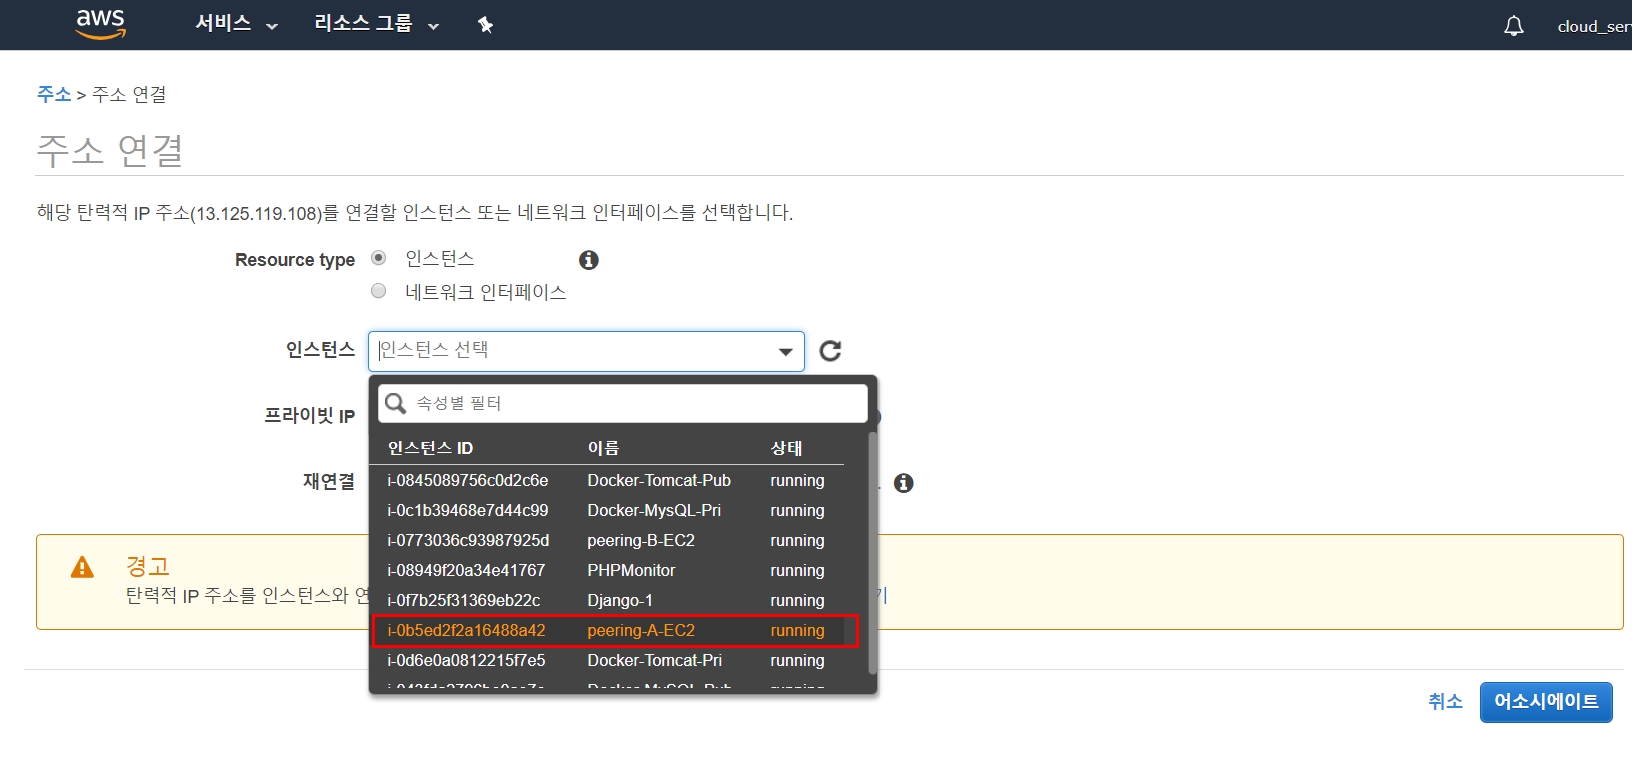 aws 서비스 리소스 그룹 cloud_ser
주소 > 주소 연결
주소 연결
해당 탄력적 IP 주소(13.125.119.108)를 연결할 인스턴스 또는 네트워크 인터페이스를 선택합니다.
Resource type 인스턴스
네트워크 인터페이스
인스턴스 인스턴스 선택
속성별 필터
프라이빗 IP
인스턴스 ID 이름 상태
i-0845089756c0d2c6e Docker-Tomcat-Pub running
재연결
i-0c1b39468e7d44c99 Docker-MysQL-Pri running
i-0773036c93987925d peering-B-EC2 running
i-08949f20a34e41767 PHPMonitor running
i-0f7b25f31369eb22c Django-1 running
i-0b5ed2f2a16488a42 peering-A-EC2 running
i-0d6e0a0812215f7e5 Docker-Tomcat-Pri running
경고
탄력적 IP 주소를 인스턴스와 연
취소 어소시에이트